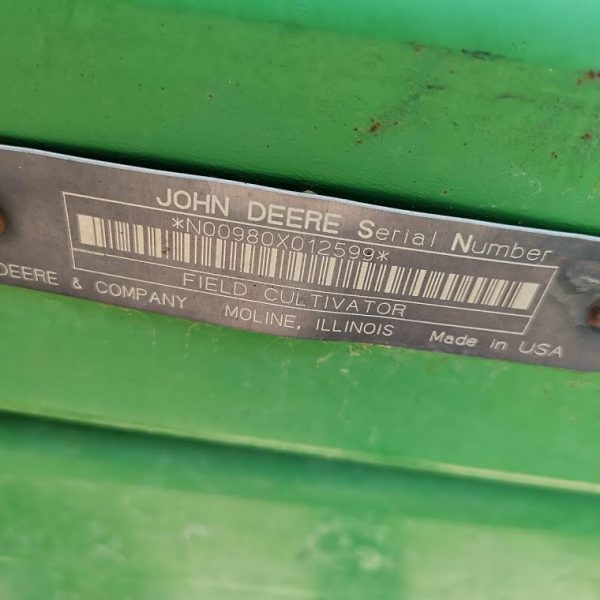 JOHN DEERE Serial Number
*N00980X012599*
FIELD CULTIVATOR
DEERE & COMPANY MOLINE, ILLINOIS Made in USA